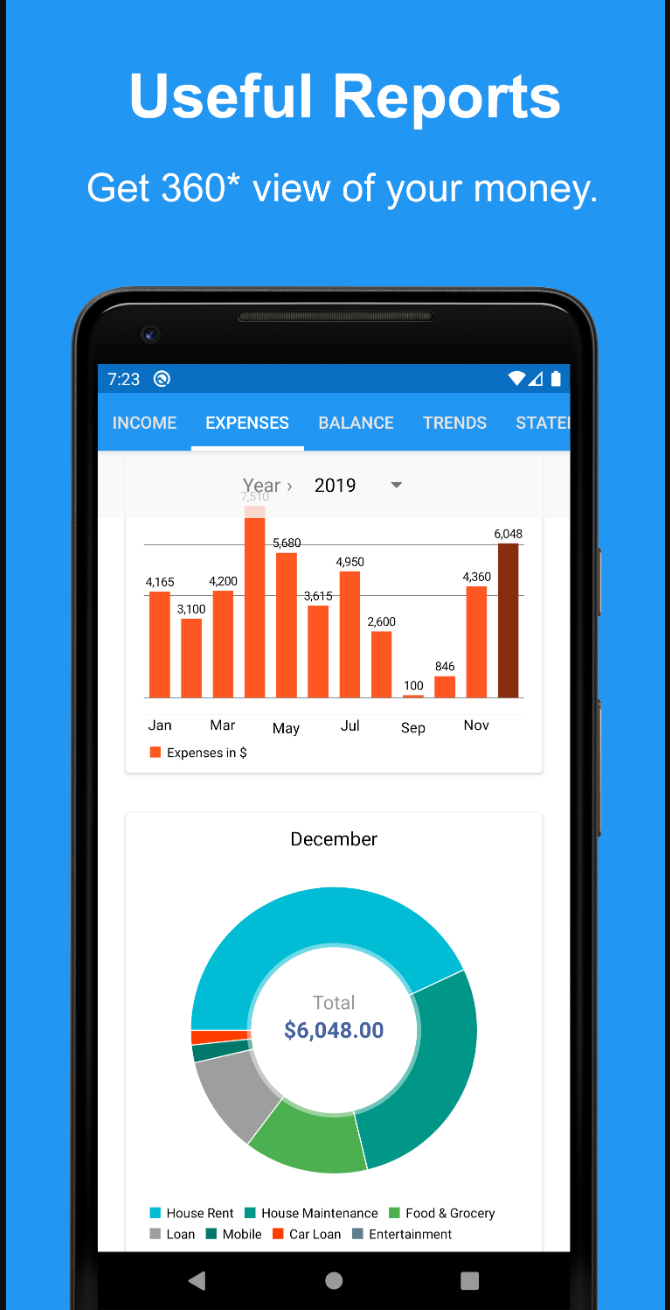 Useful Reports
Get 360* view of your money.
7:23
INCOME EXPENSES BALANCE TRENDS STATEI
Year › 2019
7,510
6,048
5,680
4,950
4,165 4,200 4,360
3,615
3,100
2,600
846
100
Jan Mar May Jul Sep Nov
Expenses in $
December
Total
$6,048.00
House Rent House Maintenance Food & Grocery
Loan Mobile Car Loan Entertainment